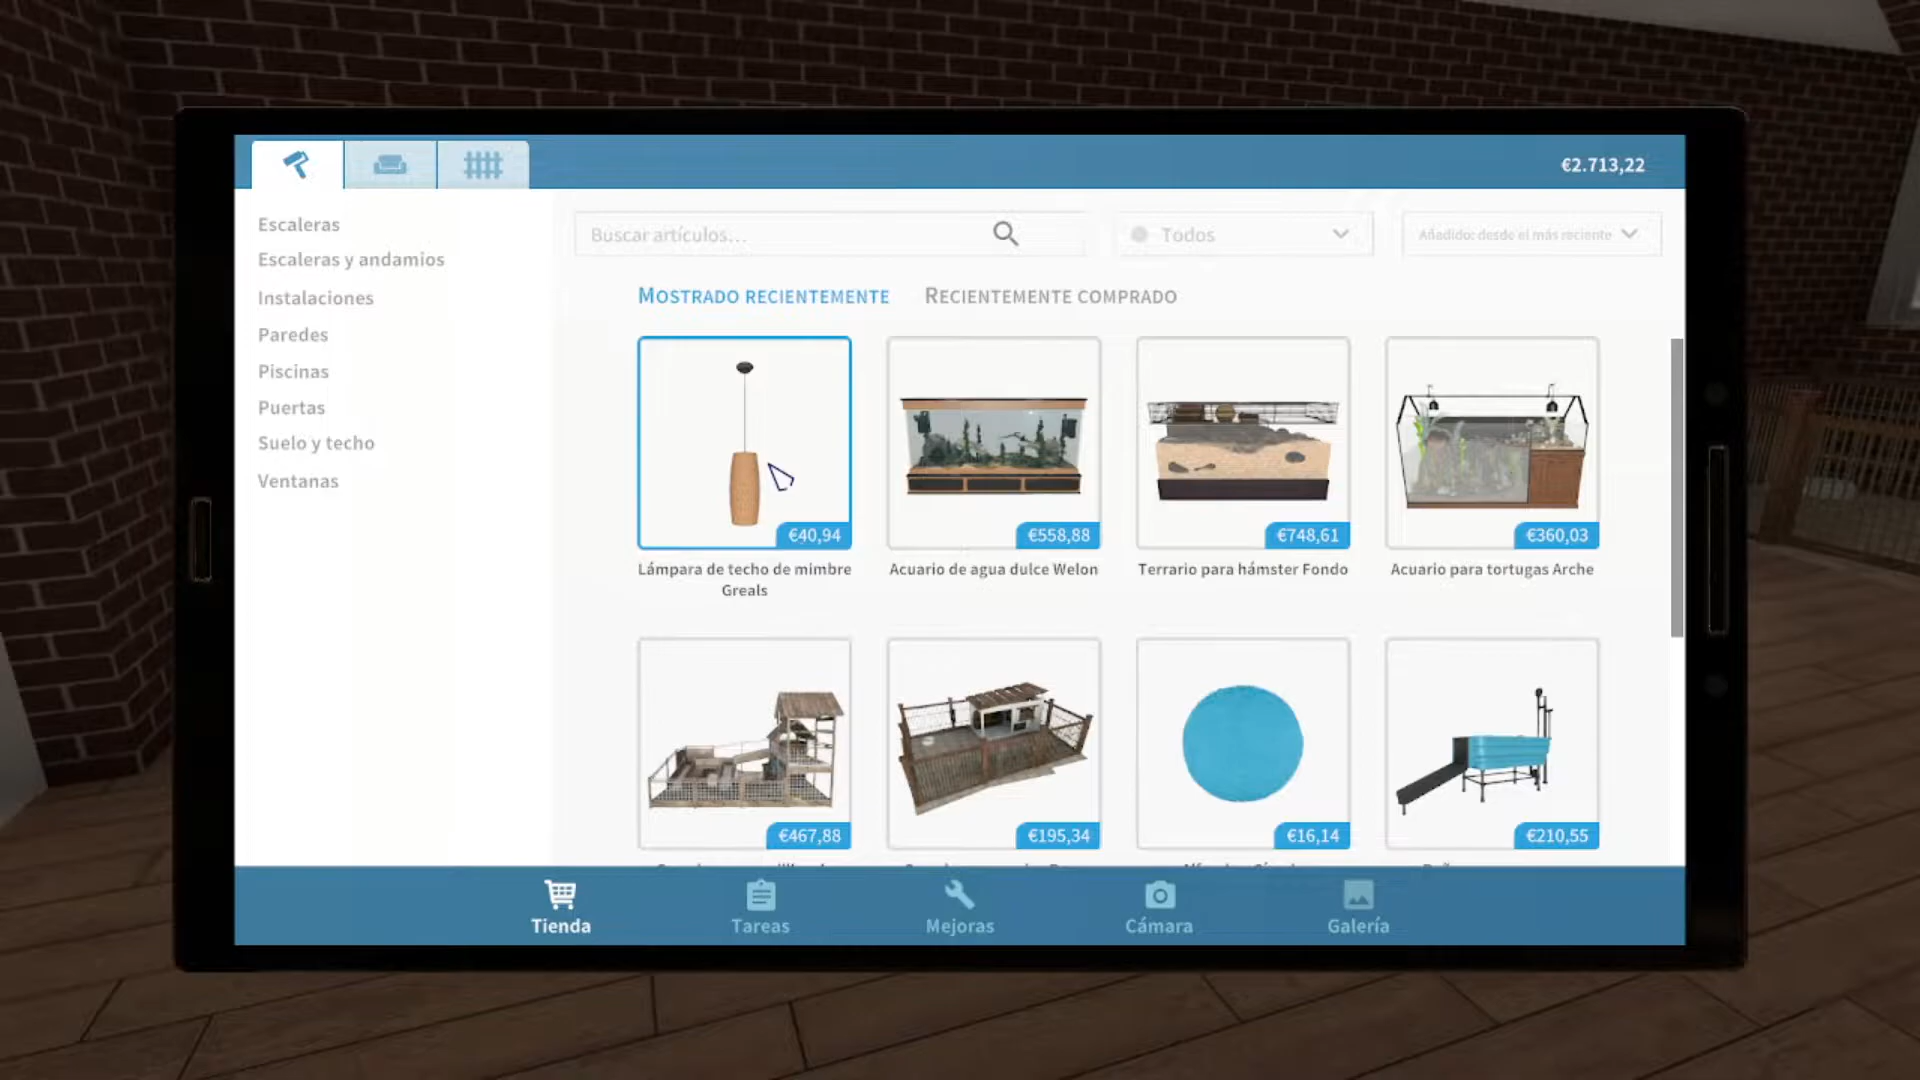 €2.713,22
Escaleras
Escaleras y andamios
Instalaciones
Paredes
Piscinas
Puertas
Suelo y techo
Ventanas
Buscar artículos...
Todos
Añadido: desde el más reciente
MOSTRADO RECIENTEMENTE
RECIENTEMENTE COMPRADO
€40,94
€558,88
€748,61
€360,03
Lámpara de techo de mimbre
Greals
Acuario de agua dulce Welon
Terrario para hámster Fondo
Acuario para tortugas Arche
€467,88
€195,34
€16,14
€210,55
Tienda
Tareas
Mejoras
Cámara
Galería